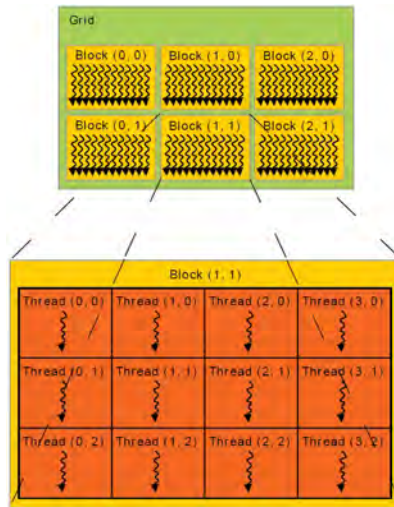 Grid
Block (0, 0) Block (1, 0) Block (2, 0)
Block (0, 1) Block (1, 1) Block (2, 1)
Block (1, 1)
Thread (0, 0) Thread (1, 0) Thread (2, 0) Thread (3, 0)
Thread (0, 1) Thread (1, 1) Thread (2, 1) Thread (3, 1)
Thread (0, 2) Thread (1, 2) Thread (2, 2) Thread (3, 2)